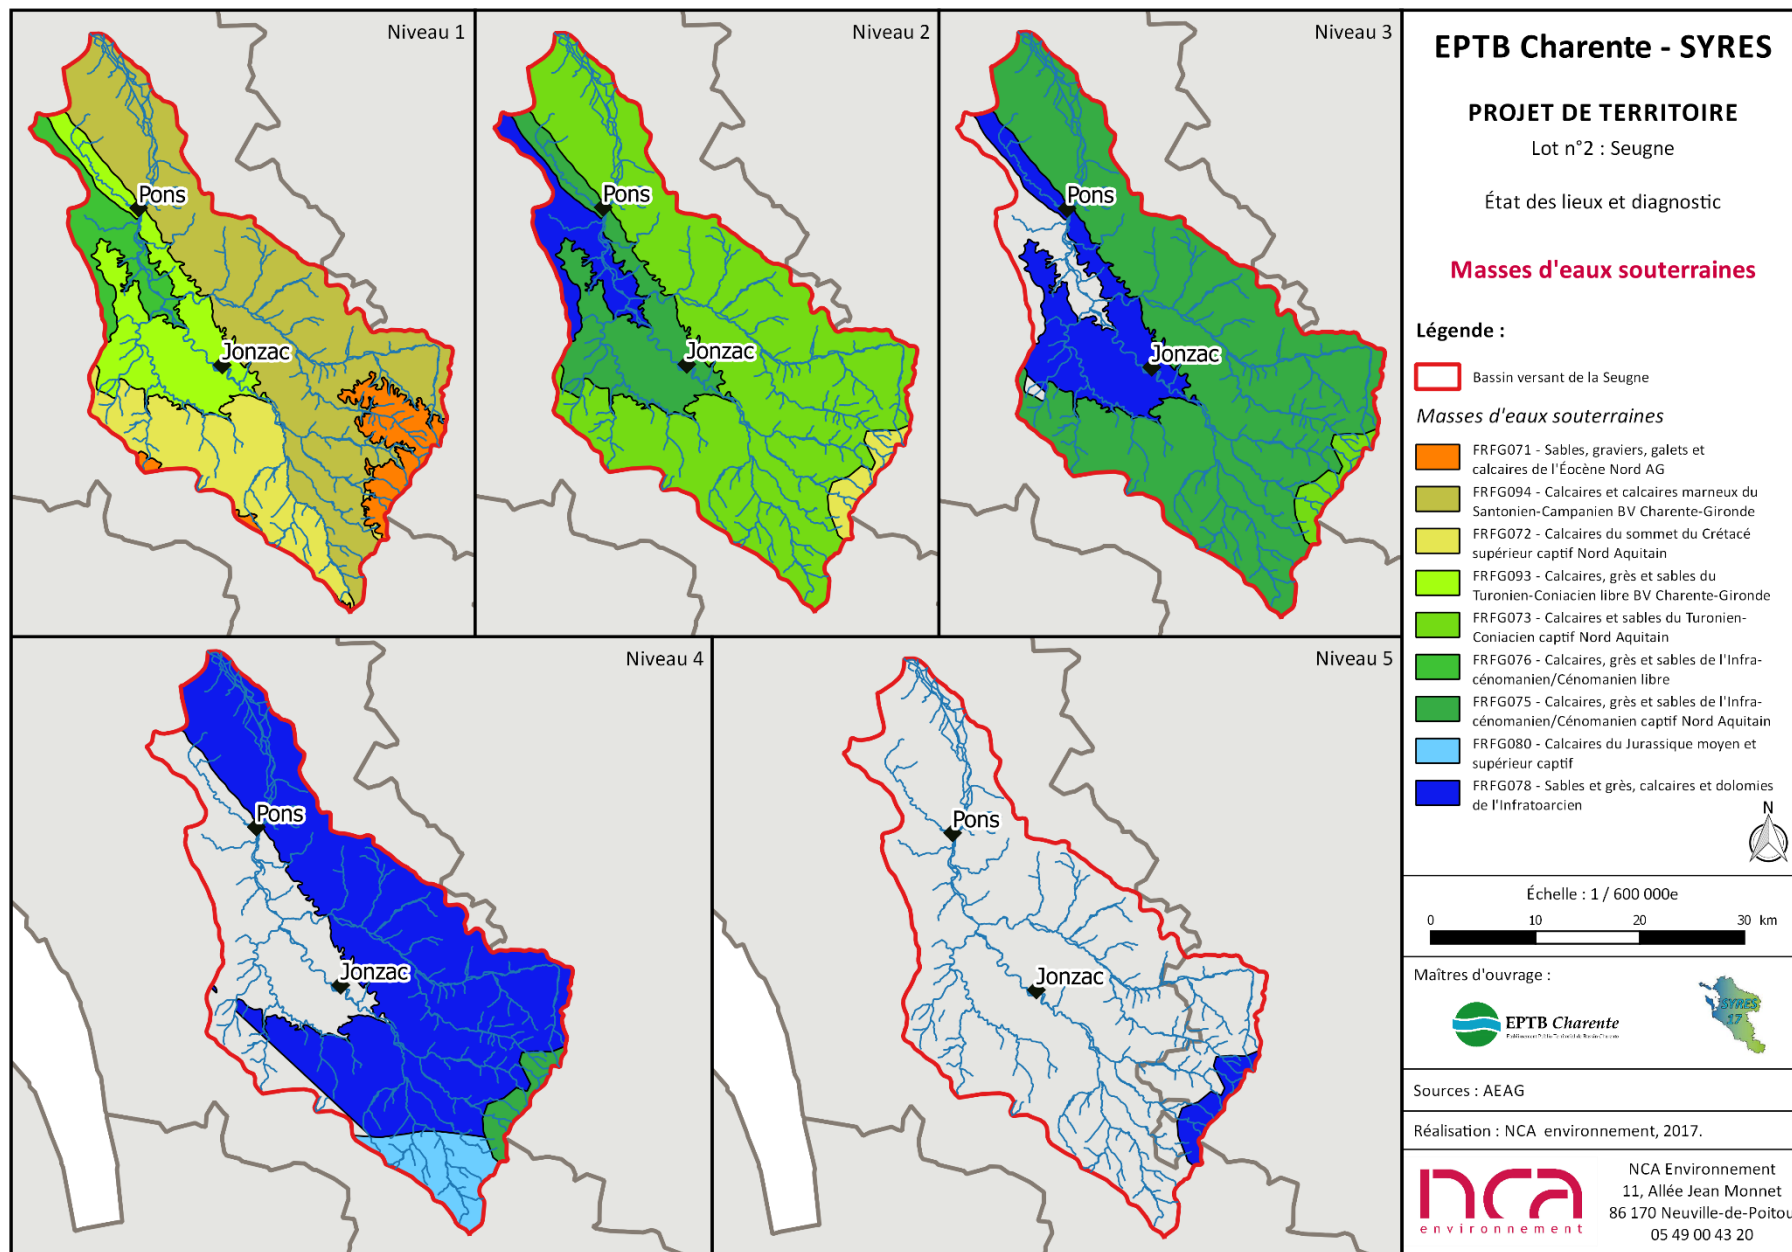 Niveau 1
Pons
Jonzac
Niveau 2
Pons
Jonzac
Niveau 3
Pons
Jonzac
Niveau 4
Pons
Jonzac
Niveau 5
Pons
Jonzac
EPTB Charente - SYRES
PROJET DE TERRITOIRE
Lot n°2 : Seugne
État des lieux et diagnostic
Masses d'eaux souterraines
Légende :
Bassin versant de la Seugne
Masses d'eaux souterraines
FRFG071 - Sables, graviers, galets et
calcaires de l'Éocène Nord AG
FRFG094 - Calcaires et calcaires marneux du
Santonien-Campanien BV Charente-Gironde
FRFG072 - Calcaires du sommet du Crétacé
supérieur captif Nord Aquitain
FRFG093 - Calcaires, grès et sables du
Turonien-Coniacien libre BV Charente-Gironde
FRFG073 - Calcaires et sables du Turonien-
Coniacien captif Nord Aquitain
FRFG076 - Calcaires, grès et sables de l'Infra-
cénomanien/Cénomanien libre
FRFG075 - Calcaires, grès et sables de l'Infra-
cénomanien/Cénomanien captif Nord Aquitain
FRFG080 - Calcaires du Jurassique moyen et
supérieur captif
FRFG078 - Sables et grès, calcaires et dolomies
de l'Infratoarcien
N
Échelle : 1 / 600 000e
0 10 20 30 km
Maîtres d'ouvrage :
EPTB Charente
SYRES
17
Sources : AEAG
Réalisation : NCA environnement, 2017.
nca
environnement
NCA Environnement
11, Allée Jean Monnet
86 170 Neuville-de-Poitou
05 49 00 43 20